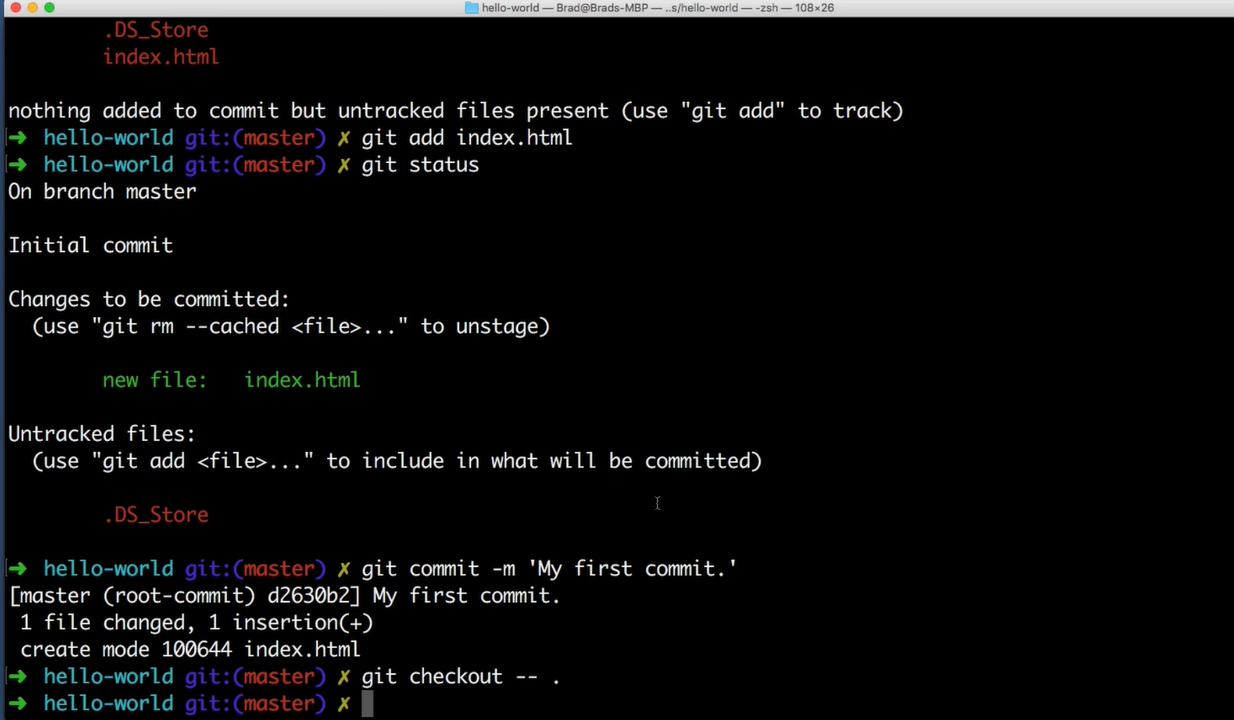 hello-world — Brad@Brads-MBP — ..s/hello-world — -zsh — 108×26
.DS_Store
index.html
nothing added to commit but untracked files present (use "git add" to track)
➜ hello-world git:(master) ✗ git add index.html
➜ hello-world git:(master) ✗ git status
On branch master
Initial commit
Changes to be committed:
(use "git rm --cached <file>..." to unstage)
new file: index.html
Untracked files:
(use "git add <file>..." to include in what will be committed)
.DS_Store
➜ hello-world git:(master) ✗ git commit -m 'My first commit.'
[master (root-commit) d2630b2] My first commit.
1 file changed, 1 insertion(+)
create mode 100644 index.html
➜ hello-world git:(master) ✗ git checkout -- .
➜ hello-world git:(master) ✗